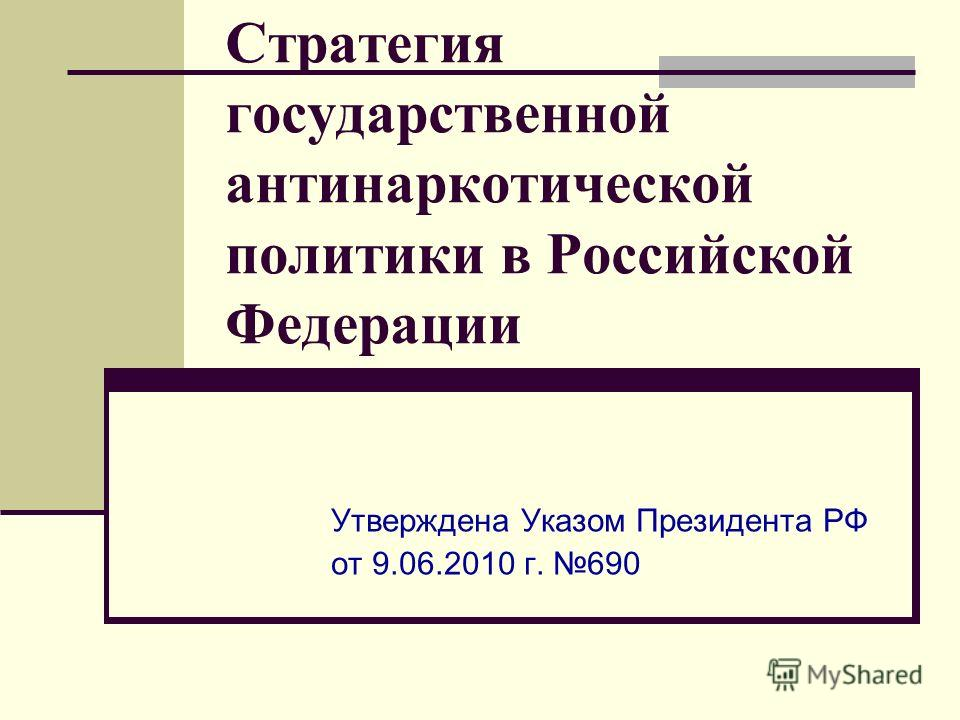 Стратегия
государственной
антинаркотической
политики в Российской
Федерации
Утверждена Указом Президента РФ
от 9.06.2010 г. №690
MyShared